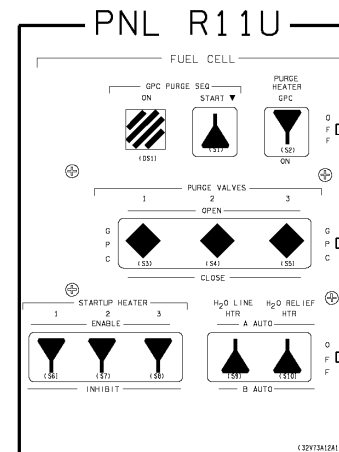 PNL R11U
FUEL CELL
GPC PURGE SEQ
ON START ▼
PURGE
HEATER
GPC
(DS1)
(S1)
(S2)
ON
O
F
F
PURGE VALVES
1 2 3
OPEN
G
P
C
(S3) (S4) (S5)
G
P
C
CLOSE
STARTUP HEATER
1 2 3
ENABLE
(S6) (S7) (S8)
INHIBIT
H2O LINE
HTR
H2O RELIEF
HTR
A AUTO
(S9) (S10)
O
F
F
B AUTO
(32V73A12A1